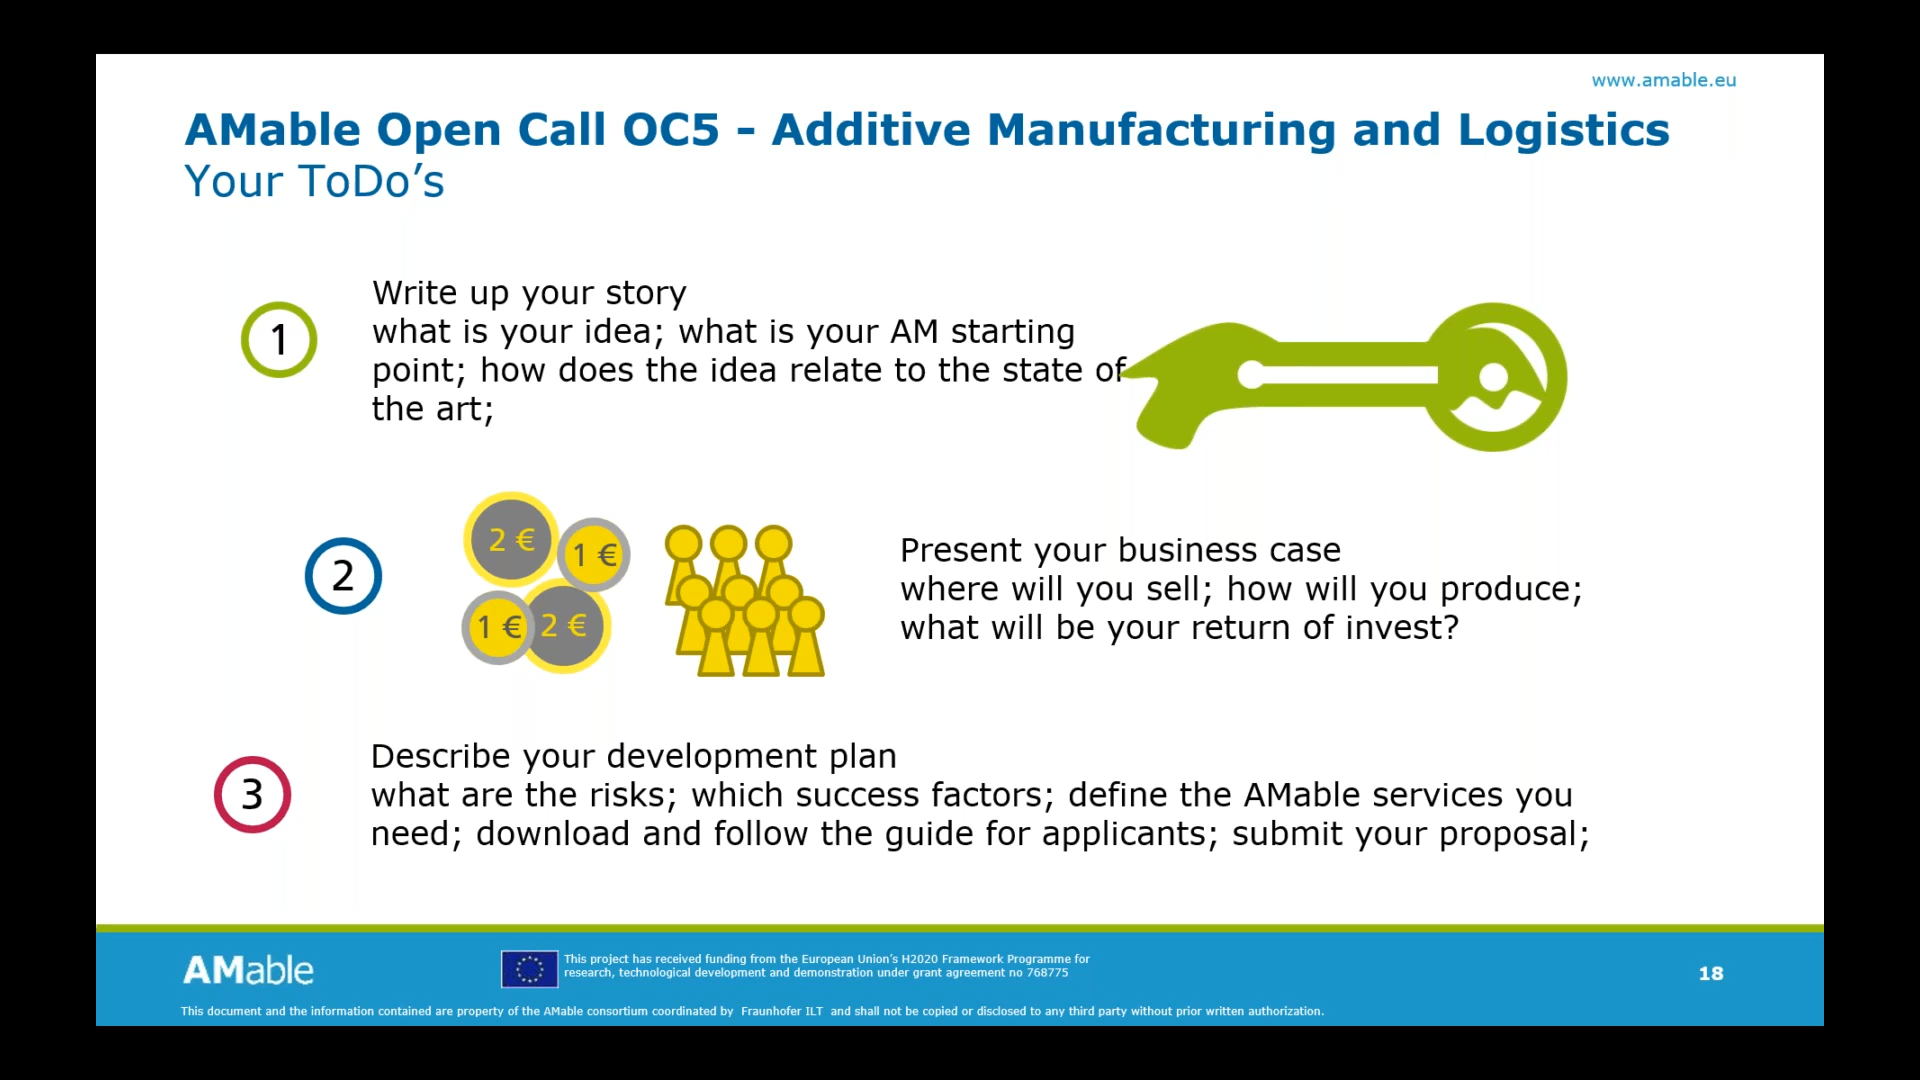 www.amable.eu
AMable Open Call OC5 – Additive Manufacturing and Logistics
Your ToDo’s
1
Write up your story
what is your idea; what is your AM starting
point; how does the idea relate to the state of
the art;
2
2 €
1 €
1 €
2 €
Present your business case
where will you sell; how will you produce;
what will be your return of invest?
3
Describe your development plan
what are the risks; which success factors; define the AMable services you
need; download and follow the guide for applicants; submit your proposal;
AMable
This project has received funding from the European Union’s H2020 Framework Programme for
research, technological development and demonstration under grant agreement no 768775
18
This document and the information contained are property of the AMable consortium coordinated by Fraunhofer ILT and shall not be copied or disclosed to any third party without prior written authorization.